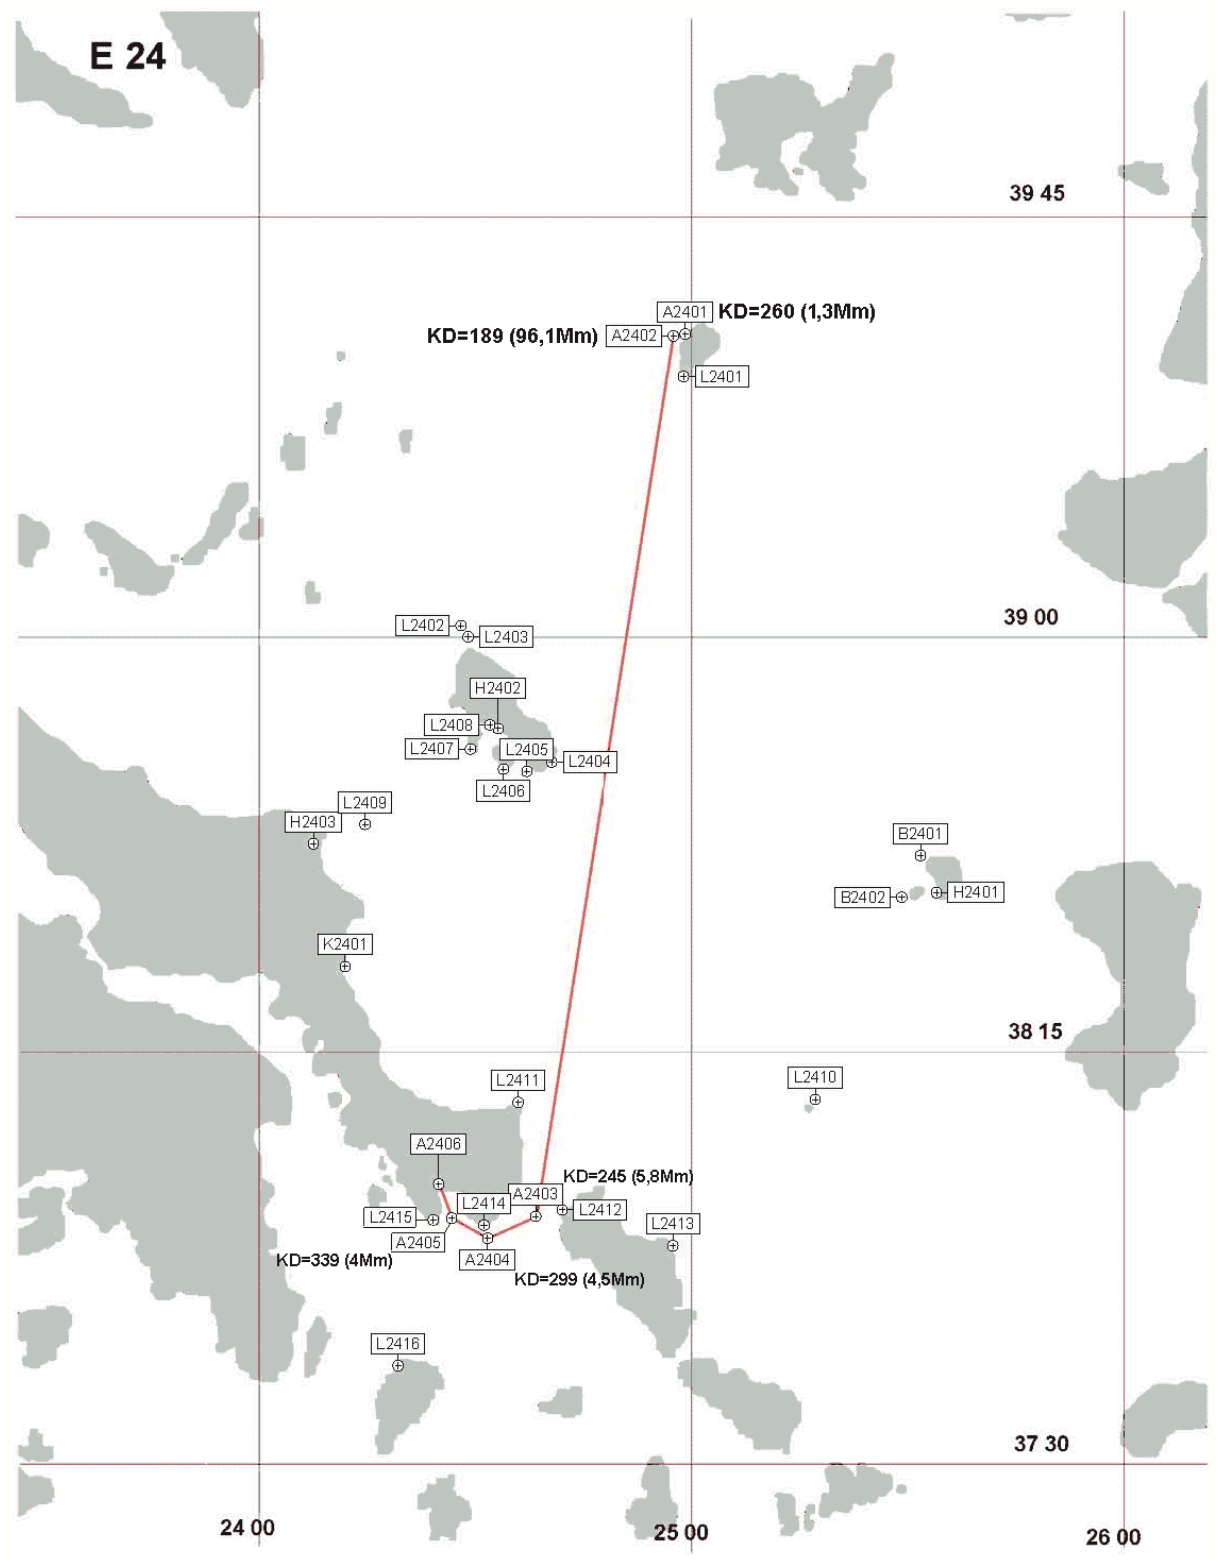 E 24
39 45
A2401 KD=260 (1,3Mm)
KD=189 (96,1Mm) A2402
L2401
39 00
L2402
L2403
H2402
L2408
L2407
L2405
L2404
L2406
L2409
H2403
B2401
B2402
H2401
K2401
38 15
L2410
L2411
A2406
KD=245 (5,8Mm)
A2403
L2414
L2412
L2415
L2413
A2405
KD=339 (4Mm)
A2404
KD=299 (4,5Mm)
L2416
37 30
24 00
25 00
26 00